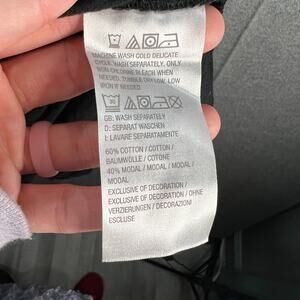 MACHINE WASH COLD DELICATE
CYCLE, WASH SEPARATELY, ONLY
NON-CHLORINE BLEACH WHEN
NEEDED, TUMBLE DRY LOW, LOW
IRON IF NEEDED
GB: WASH SEPARATELY
D: SEPARAT WASCHEN
I: LAVARE SEPARATAMENTE
60% COTTON / COTTON /
BAUMWOLLE / COTONE
40% MODAL / MODAL / MODAL /
MODAL
EXCLUSIVE OF DECORATION /
EXCLUSIVE OF DECORATION / OHNE
VERZIERUNGEN / DECORAZIONI
ESCLUSE